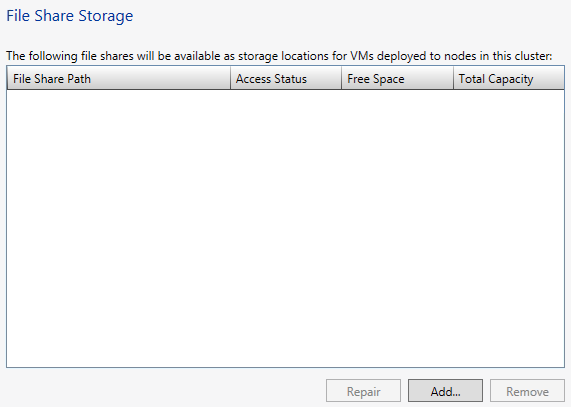 File Share Storage
The following file shares will be available as storage locations for VMs deployed to nodes in this cluster:
File Share Path Access Status Free Space Total Capacity
Repair Add... Remove